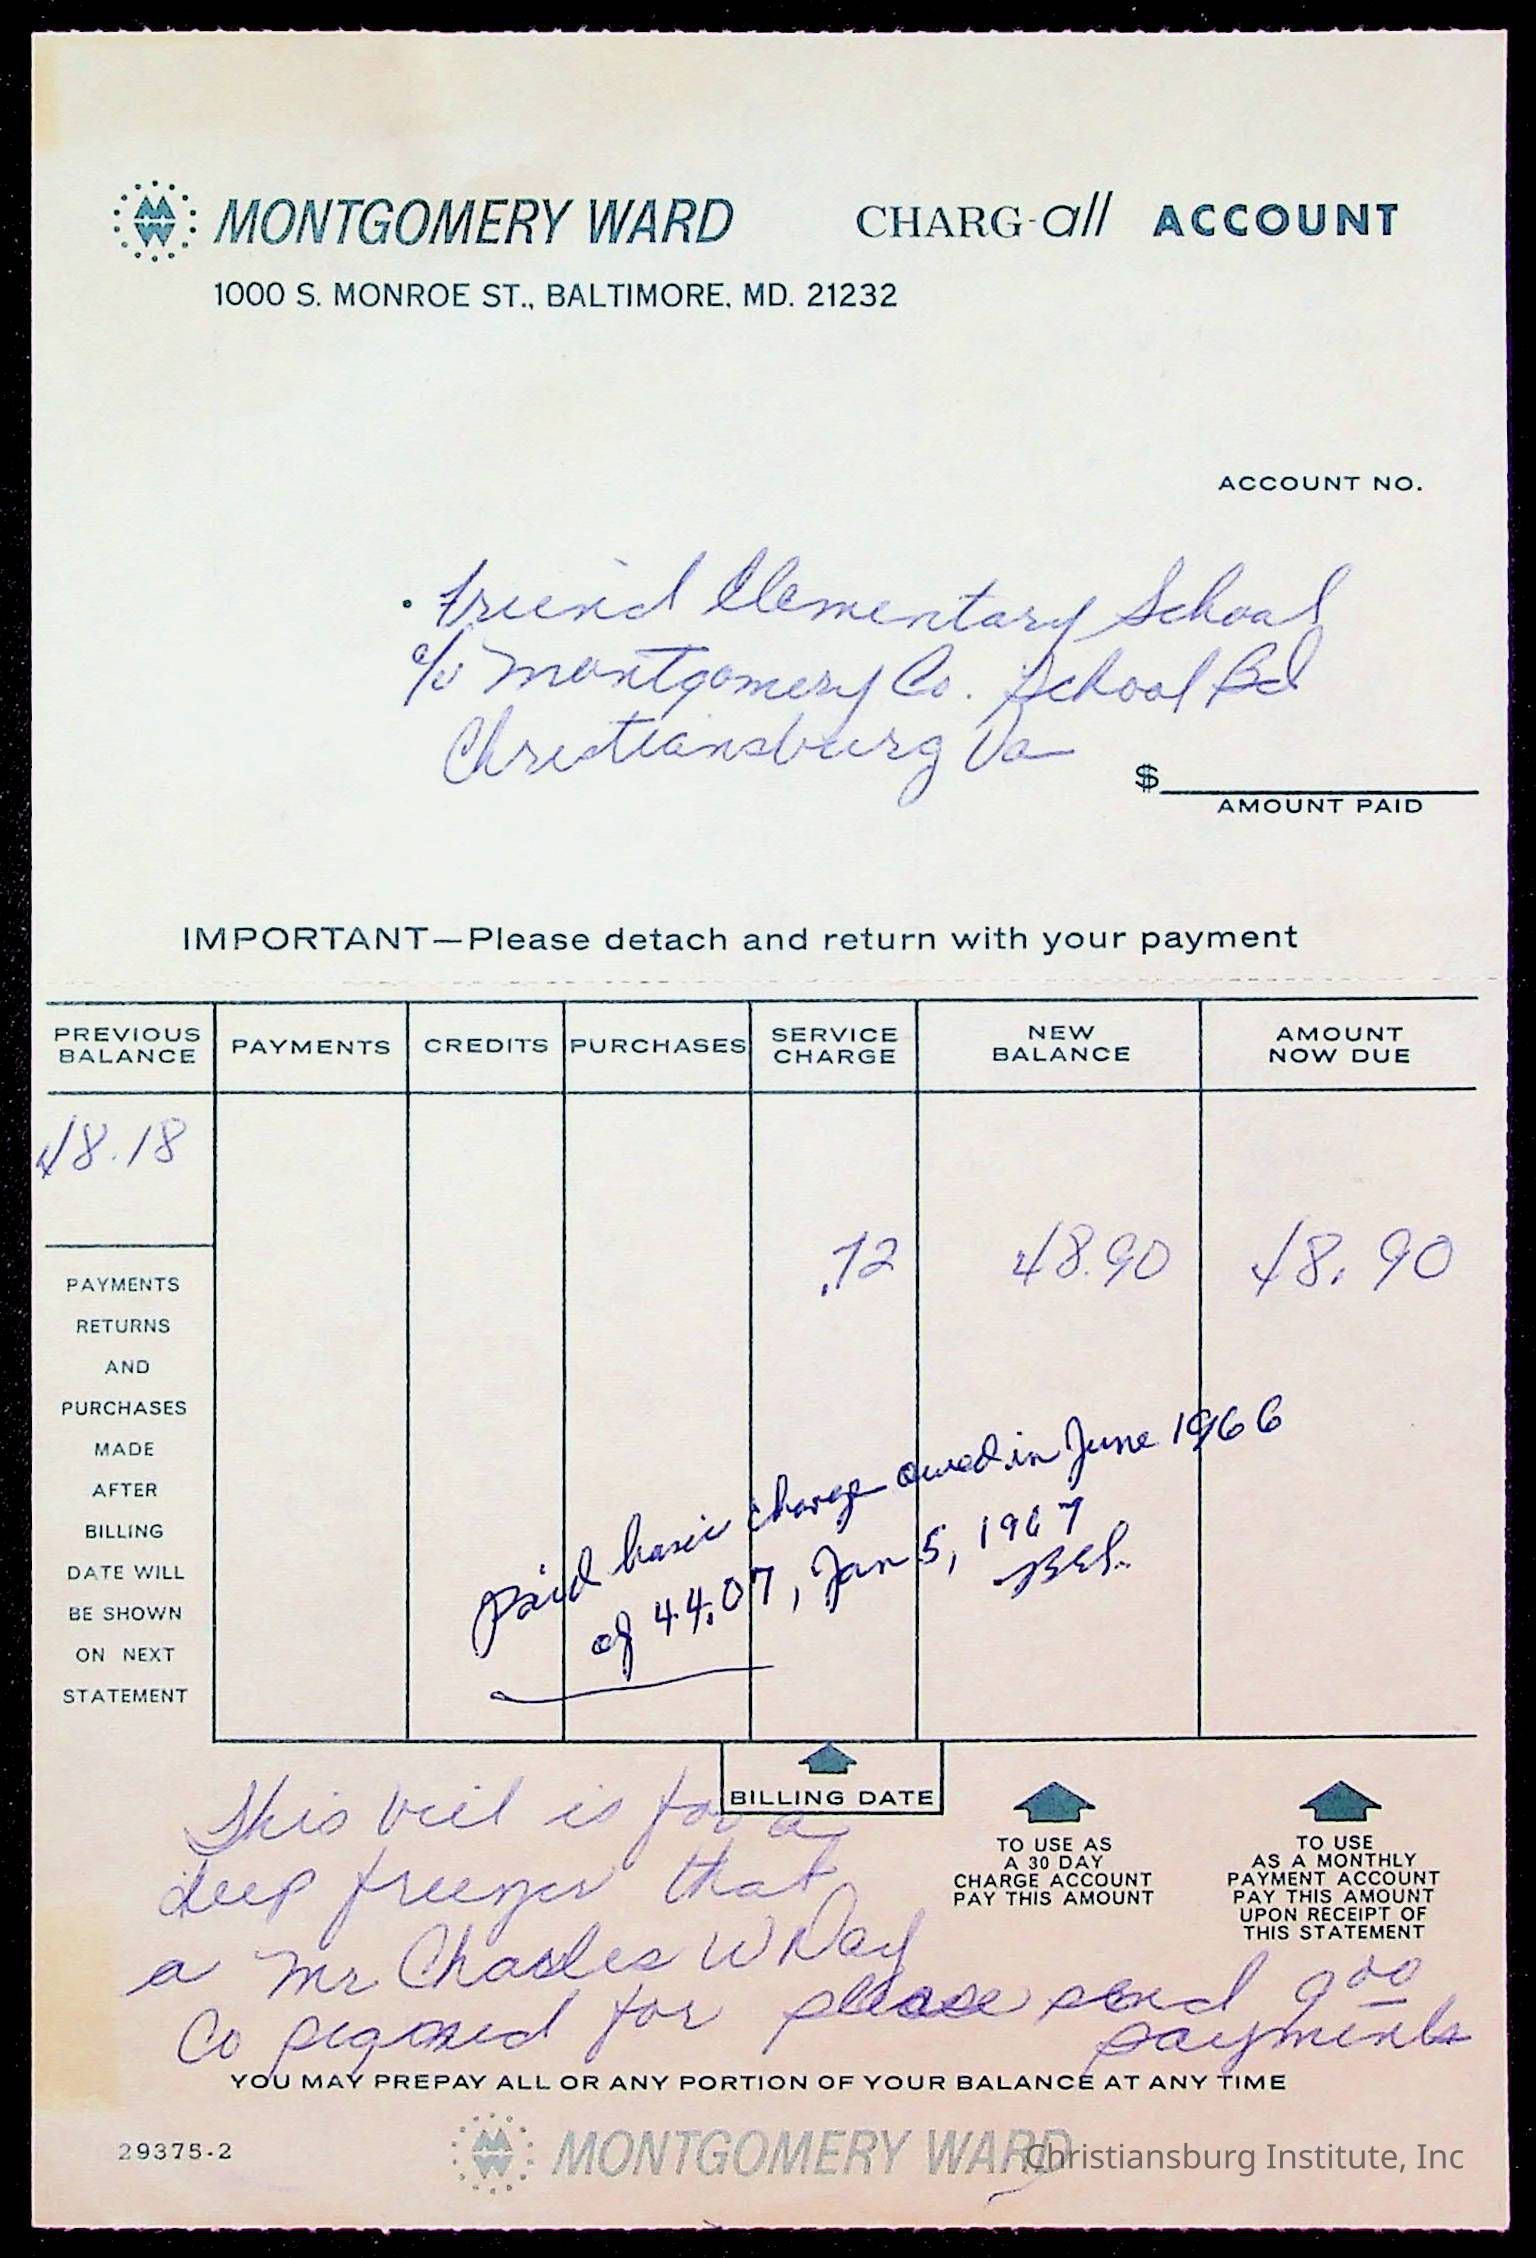 MONTGOMERY WARD CHARG-all ACCOUNT
1000 S. MONROE ST., BALTIMORE, MD. 21232
ACCOUNT NO.
Friend Elementary School
c/o Montgomery Co. School Bd
Christiansburg Va
$
AMOUNT PAID
IMPORTANT—Please detach and return with your payment
PREVIOUS BALANCE PAYMENTS CREDITS PURCHASES SERVICE CHARGE NEW BALANCE AMOUNT NOW DUE
48.18
.72 48.90 48.90
PAYMENTS
RETURNS
AND
PURCHASES
MADE
AFTER
BILLING
DATE WILL
BE SHOWN
ON NEXT
STATEMENT
Paid basic charge owed in June 1966
of 44.07, Jan 5, 1967
BILLING DATE
TO USE AS
A 30 DAY
CHARGE ACCOUNT
PAY THIS AMOUNT
TO USE
AS A MONTHLY
PAYMENT ACCOUNT
PAY THIS AMOUNT
UPON RECEIPT OF
THIS STATEMENT
This bill is for a
deep freezer that
a Mr Charles W Day
Co signed for please send 9.00
payments
YOU MAY PREPAY ALL OR ANY PORTION OF YOUR BALANCE AT ANY TIME
29375-2 MONTGOMERY WARD
Christiansburg Institute, Inc